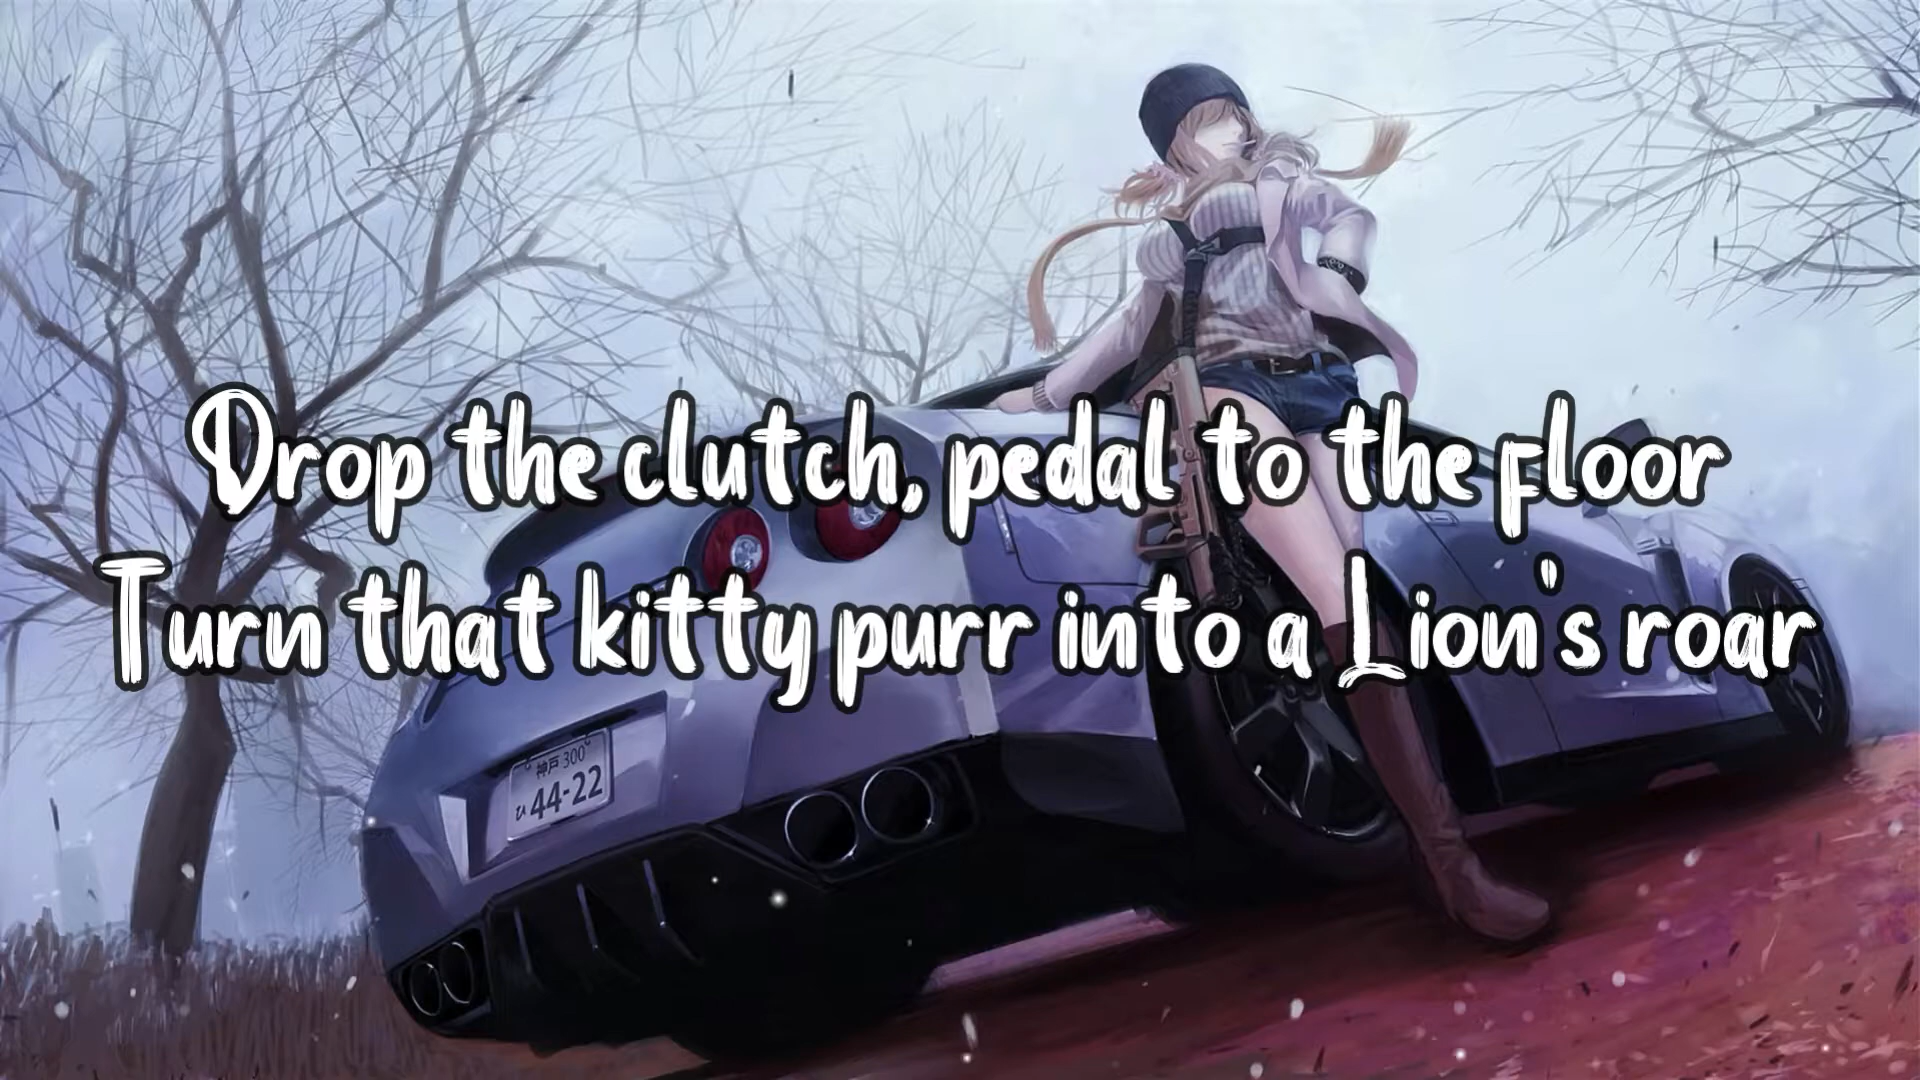 Drop the clutch, pedal to the floor
Turn that kitty purr into a Lion's roar
神戸 300
ひ 44-22